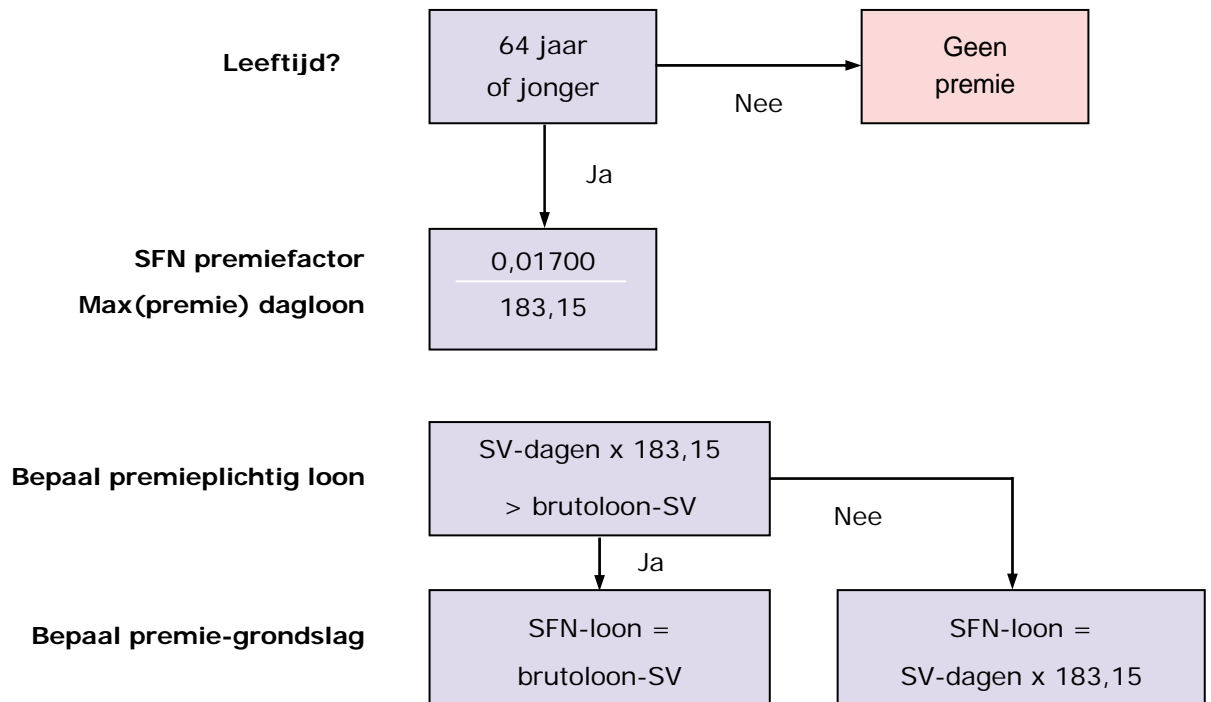 Leeftijd?
64 jaar
of jonger
Nee
Geen
premie
Ja
SFN premiefactor
Max(premie) dagloon
0,01700
183,15
Bepaal premieplichtig loon
SV-dagen x 183,15
> brutoloon-SV
Nee
Ja
Bepaal premie-grondslag
SFN-loon =
brutoloon-SV
SFN-loon =
SV-dagen x 183,15